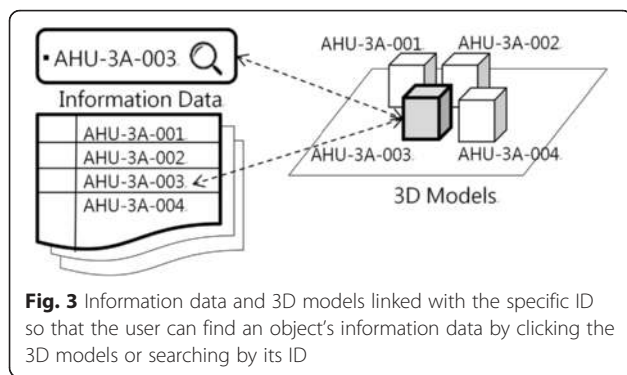 ▪ AHU-3A-003
Information Data
AHU-3A-001
AHU-3A-002
AHU-3A-003
AHU-3A-004
AHU-3A-001
AHU-3A-002
AHU-3A-003
AHU-3A-004
3D Models
Fig. 3 Information data and 3D models linked with the specific ID
so that the user can find an object's information data by clicking the
3D models or searching by its ID